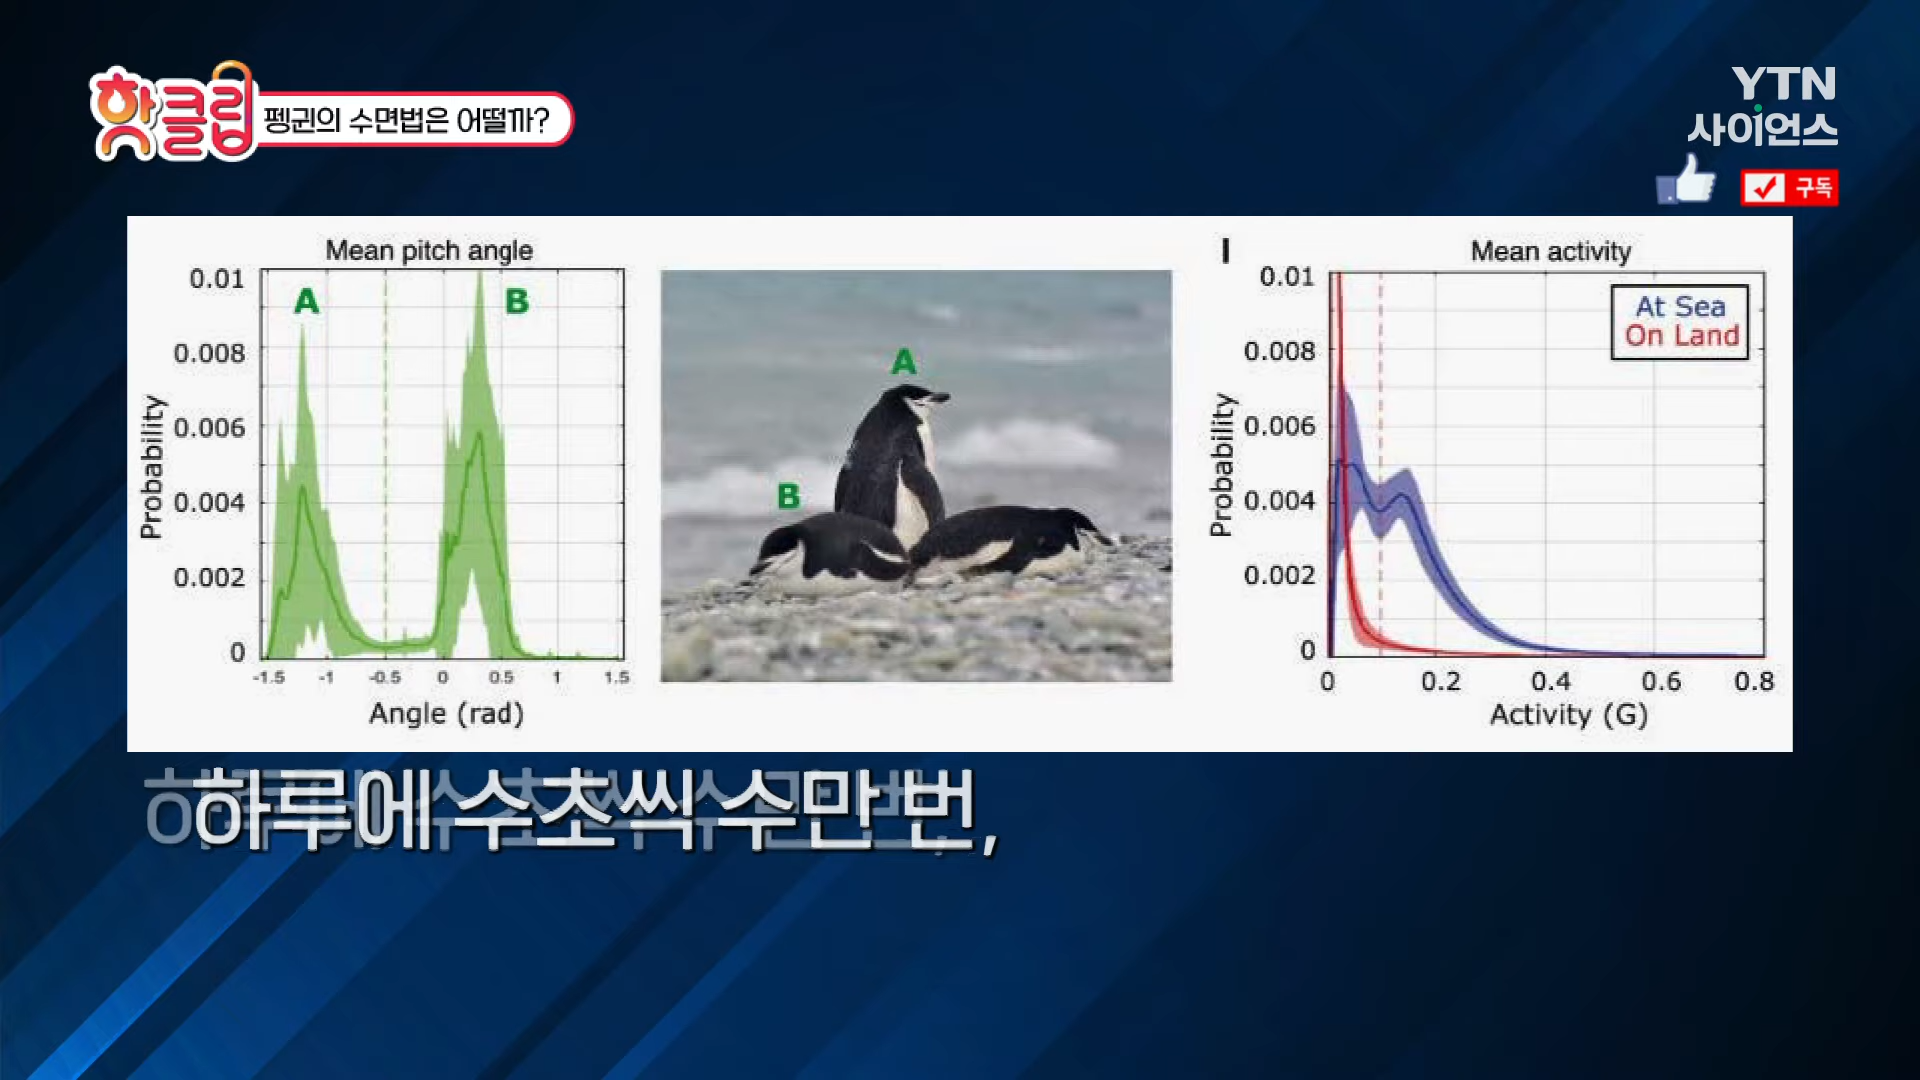 핫클립
펭귄의 수면법은 어떨까?
YTN
사이언스
구독
Mean pitch angle
0.01
0.008
0.006
0.004
0.002
0
Probability
A
B
-1.5 -1 -0.5 0 0.5 1 1.5
Angle (rad)
A
B
I
Mean activity
0.01
0.008
0.006
0.004
0.002
0
Probability
At Sea
On Land
0 0.2 0.4 0.6 0.8
Activity (G)
하루에 수초씩 수만 번,